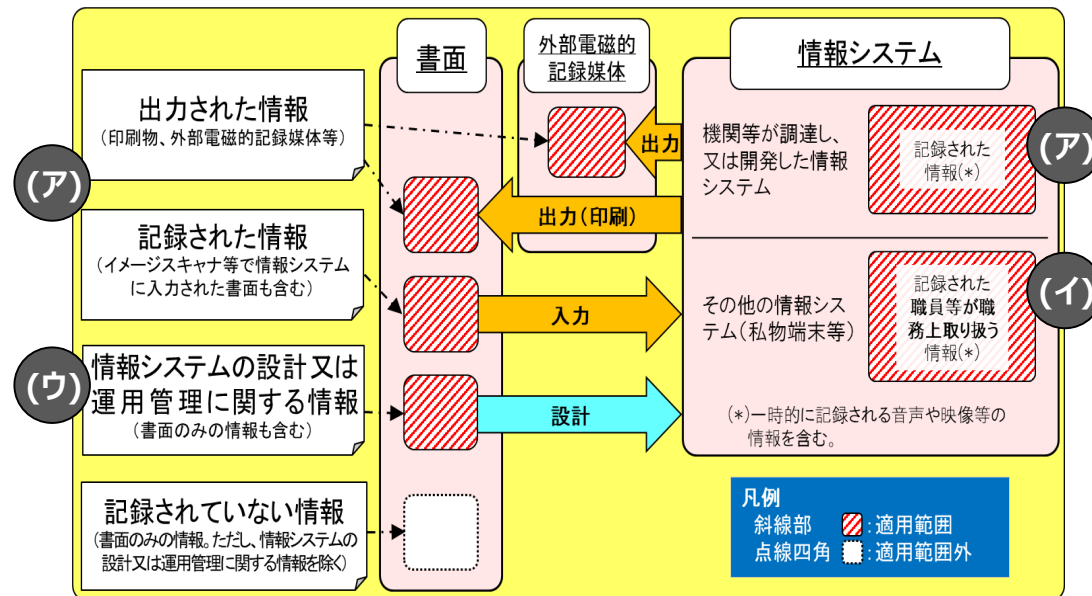 書面
外部電磁的
記録媒体
情報システム
出力された情報
(印刷物、外部電磁的記録媒体等)
(ア)
記録された情報
(イメージスキャナ等で情報システム
に入力された書面も含む)
(ウ)
情報システムの設計又は
運用管理に関する情報
(書面のみの情報も含む)
記録されていない情報
(書面のみの情報。ただし、情報システムの
設計又は運用管理に関する情報を除く)
出力
出力(印刷)
入力
設計
機関等が調達し、
又は開発した情報
システム
記録された
情報(*)
(ア)
その他の情報シス
テム(私物端末等)
記録された
職員等が職
務上取り扱う
情報(*)
(イ)
(*)一時的に記録される音声や映像等の
情報を含む。
凡例
斜線部 :適用範囲
点線四角 :適用範囲外